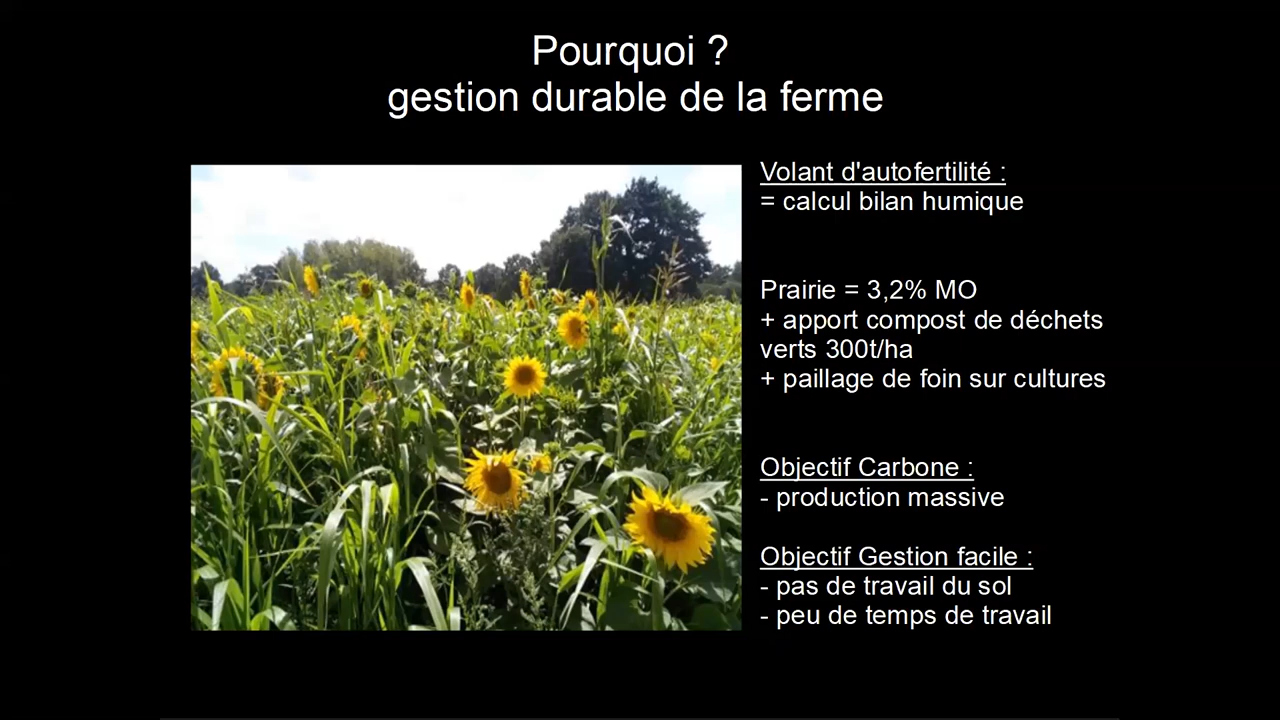 Pourquoi ?
gestion durable de la ferme
Volant d'autofertilité :
= calcul bilan humique
Prairie = 3,2% MO
+ apport compost de déchets
verts 300t/ha
+ paillage de foin sur cultures
Objectif Carbone :
- production massive
Objectif Gestion facile :
- pas de travail du sol
- peu de temps de travail